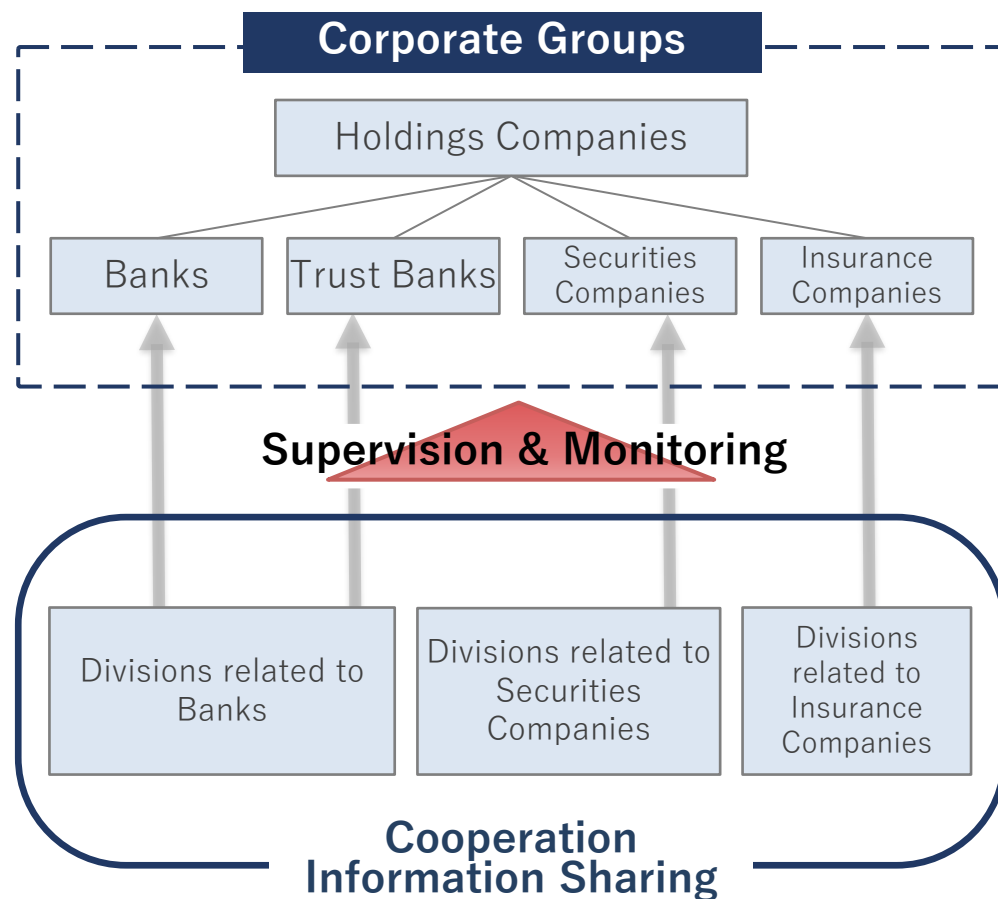 Corporate Groups
Holdings Companies
Banks
Trust Banks
Securities
Companies
Insurance
Companies
Supervision & Monitoring
Divisions related to
Banks
Divisions related to
Securities
Companies
Divisions
related to
Insurance
Companies
Cooperation
Information Sharing